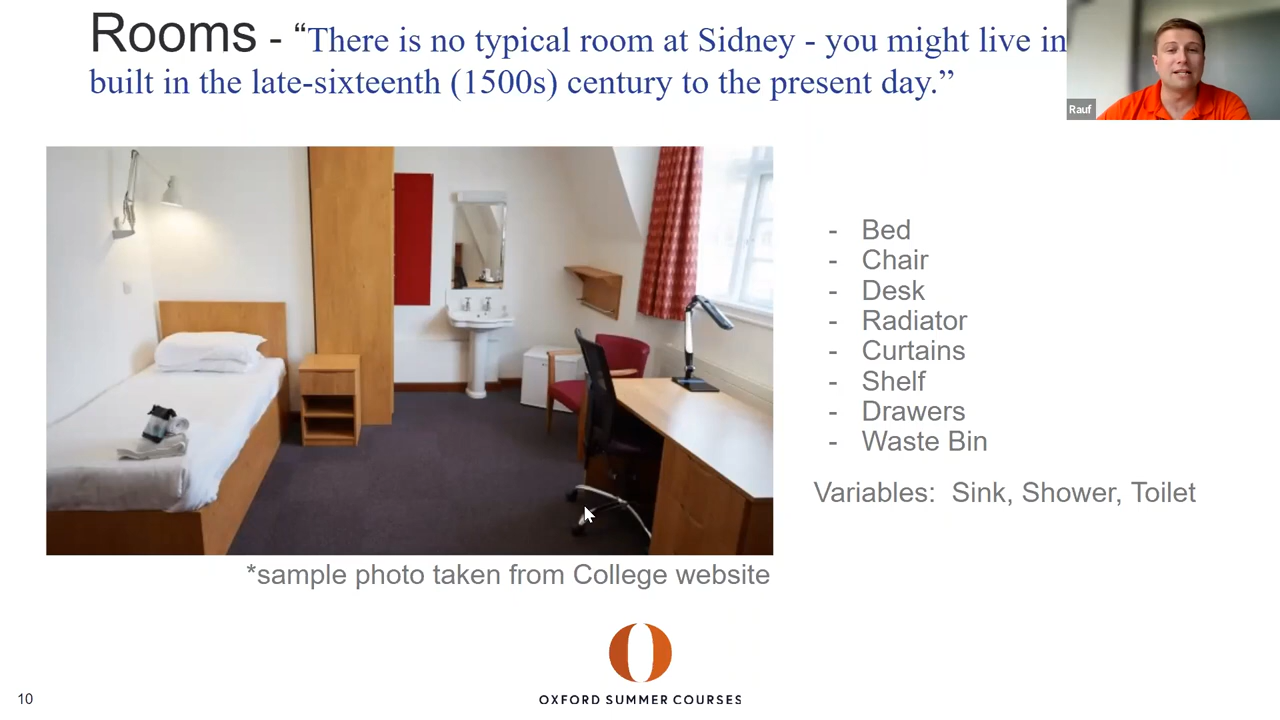 Rooms - “There is no typical room at Sidney - you might live in
built in the late-sixteenth (1500s) century to the present day.”
Rauf
- Bed
- Chair
- Desk
- Radiator
- Curtains
- Shelf
- Drawers
- Waste Bin
Variables: Sink, Shower, Toilet
*sample photo taken from College website
OXFORD SUMMER COURSES
10